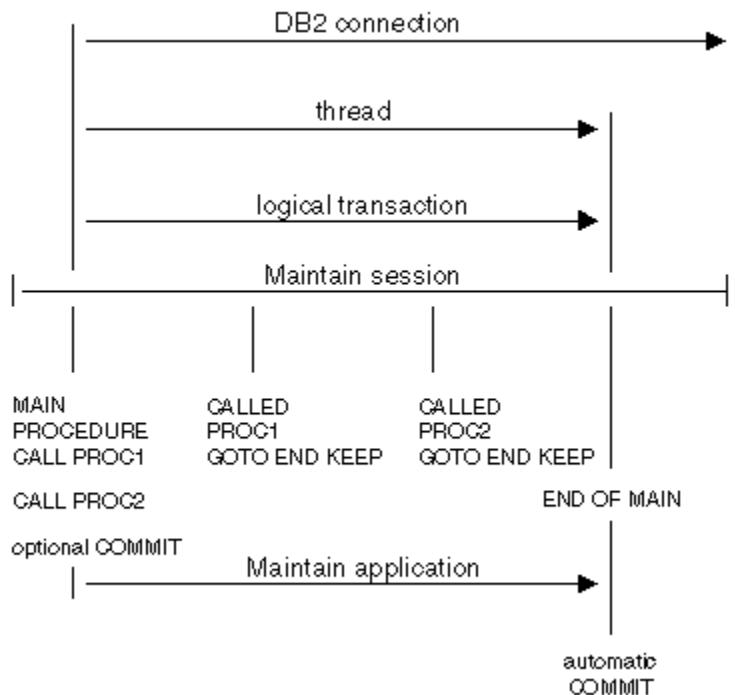 DB2 connection
thread
logical transaction
Maintain session
MAIN
PROCEDURE
CALL PROC1
CALL PROC2
optional COMMIT
CALLED
PROC1
GOTO END KEEP
CALLED
PROC2
GOTO END KEEP
END OF MAIN
Maintain application
automatic
COMMIT